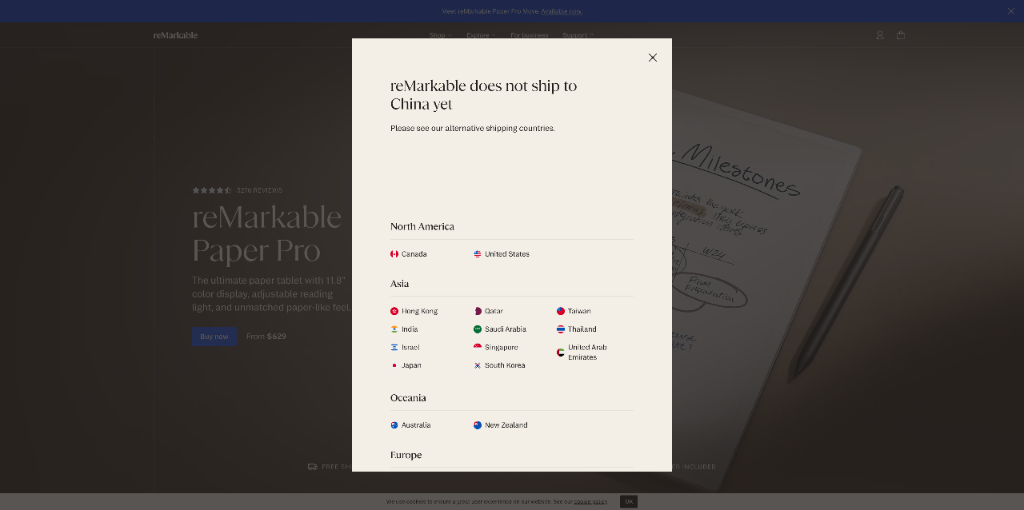 Meet reMarkable Paper Pro Move. Available now.
reMarkable
Shop
Explore
For business
Support
reMarkable does not ship to
China yet
Please see our alternative shipping countries.
North America
Canada
United States
Asia
Hong Kong
Qatar
Taiwan
India
Saudi Arabia
Thailand
Israel
Singapore
United Arab
Emirates
Japan
South Korea
Oceania
Australia
New Zealand
Europe
REVIEWS
reMarkable
Paper Pro
The ultimate paper tablet with 11.8"
color display, adjustable reading
light, and unmatched paper-like feel.
Buy now
From $629
Milestones
FREE
INCLUDED
We use cookies to ensure a great user experience on our website. See our cookie policy
OK